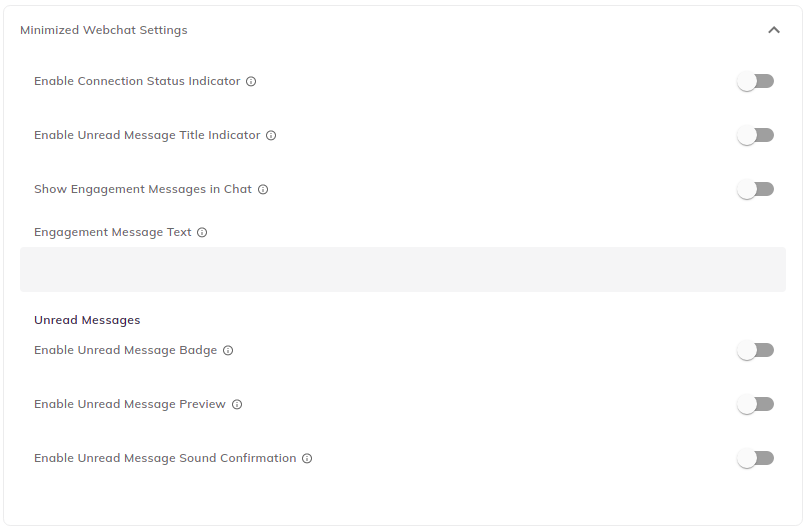 Minimized Webchat Settings
Enable Connection Status Indicator
Enable Unread Message Title Indicator
Show Engagement Messages in Chat
Engagement Message Text
Unread Messages
Enable Unread Message Badge
Enable Unread Message Preview
Enable Unread Message Sound Confirmation